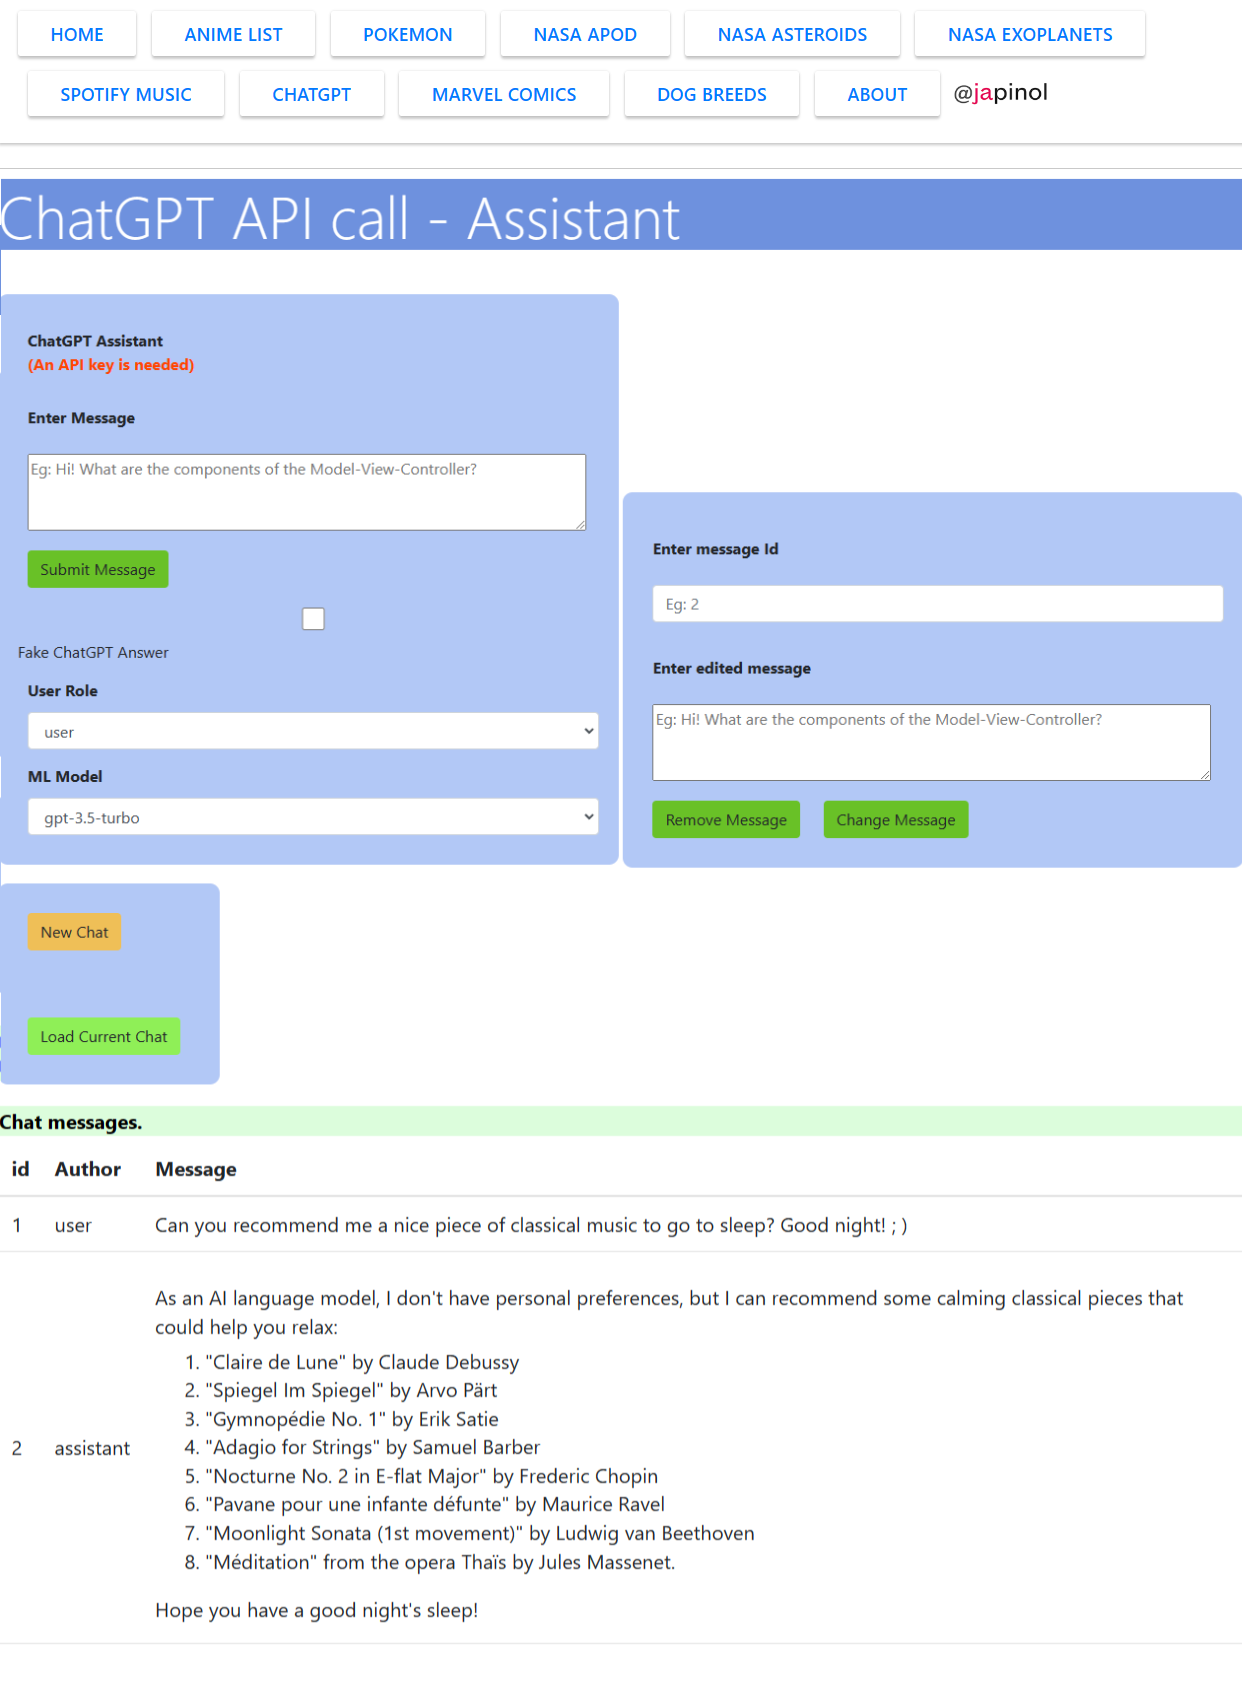 HOME ANIME LIST POKEMON NASA APOD NASA ASTEROIDS NASA EXOPLANETS
SPOTIFY MUSIC CHATGPT MARVEL COMICS DOG BREEDS ABOUT @japinol
ChatGPT API call - Assistant
ChatGPT Assistant
(An API key is needed)
Enter Message
Eg: Hi! What are the components of the Model-View-Controller?
Submit Message
Fake ChatGPT Answer
User Role
user
ML Model
gpt-3.5-turbo
Enter message Id
Eg: 2
Enter edited message
Eg: Hi! What are the components of the Model-View-Controller?
Remove Message Change Message
New Chat
Load Current Chat
Chat messages.
id Author Message
1 user Can you recommend me a nice piece of classical music to go to sleep? Good night! ; )
2 assistant
As an AI language model, I don't have personal preferences, but I can recommend some calming classical pieces that
could help you relax:
1. "Claire de Lune" by Claude Debussy
2. "Spiegel Im Spiegel" by Arvo Pärt
3. "Gymnopédie No. 1" by Erik Satie
4. "Adagio for Strings" by Samuel Barber
5. "Nocturne No. 2 in E-flat Major" by Frederic Chopin
6. "Pavane pour une infante défunte" by Maurice Ravel
7. "Moonlight Sonata (1st movement)" by Ludwig van Beethoven
8. "Méditation" from the opera Thaïs by Jules Massenet.
Hope you have a good night's sleep!